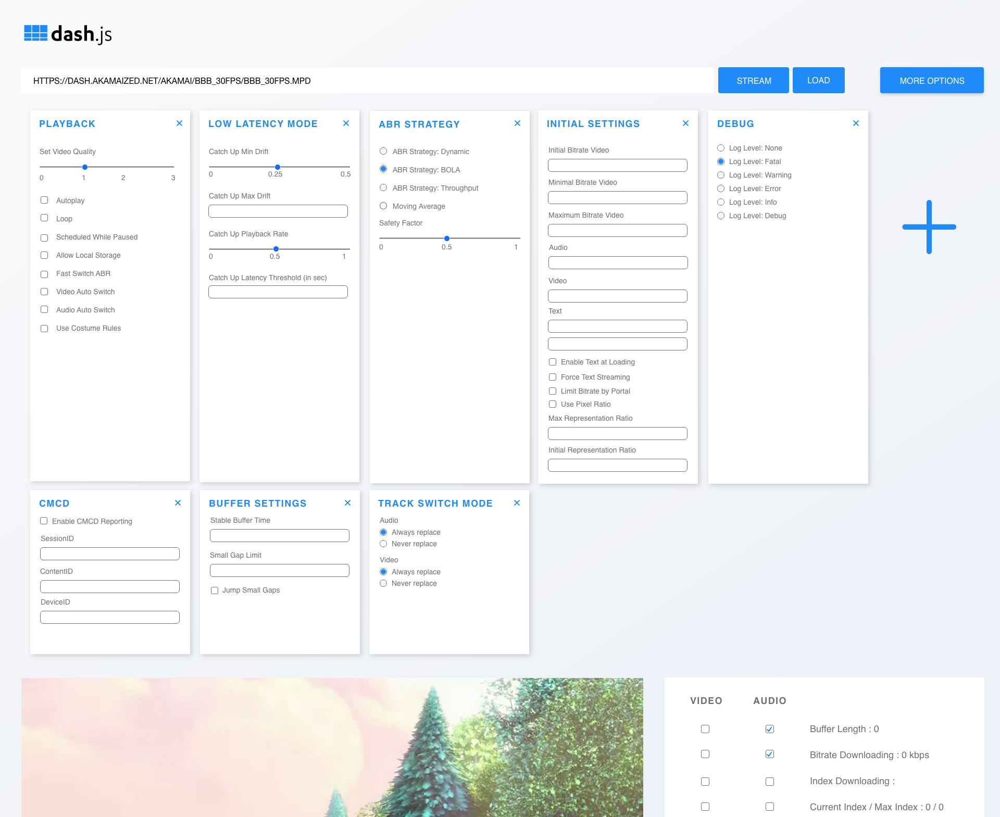 dash.js
HTTPS://DASH.AKAMAIZED.NET/AKAMAI/BBB_30FPS/BBB_30FPS.MPD
STREAM
LOAD
MORE OPTIONS
PLAYBACK
Set Video Quality
0 1 2 3
Autoplay
Loop
Scheduled While Paused
Allow Local Storage
Fast Switch ABR
Video Auto Switch
Audio Auto Switch
Use Costume Rules
LOW LATENCY MODE
Catch Up Min Drift
0 0.25 0.5
Catch Up Max Drift
Catch Up Playback Rate
0 0.5 1
Catch Up Latency Threshold (in sec)
ABR STRATEGY
ABR Strategy: Dynamic
ABR Strategy: BOLA
ABR Strategy: Throughput
Moving Average
Safety Factor
0 0.5 1
INITIAL SETTINGS
Initial Bitrate Video
Minimal Bitrate Video
Maximum Bitrate Video
Audio
Video
Text
Enable Text at Loading
Force Text Streaming
Limit Bitrate by Portal
Use Pixel Ratio
Max Representation Ratio
Initial Representation Ratio
DEBUG
Log Level: None
Log Level: Fatal
Log Level: Warning
Log Level: Error
Log Level: Info
Log Level: Debug
CMCD
Enable CMCD Reporting
SessionID
ContentID
DeviceID
BUFFER SETTINGS
Stable Buffer Time
Small Gap Limit
Jump Small Gaps
TRACK SWITCH MODE
Audio
Always replace
Never replace
Video
Always replace
Never replace
VIDEO AUDIO
Buffer Length : 0
Bitrate Downloading : 0 kbps
Index Downloading :
Current Index / Max Index : 0 / 0